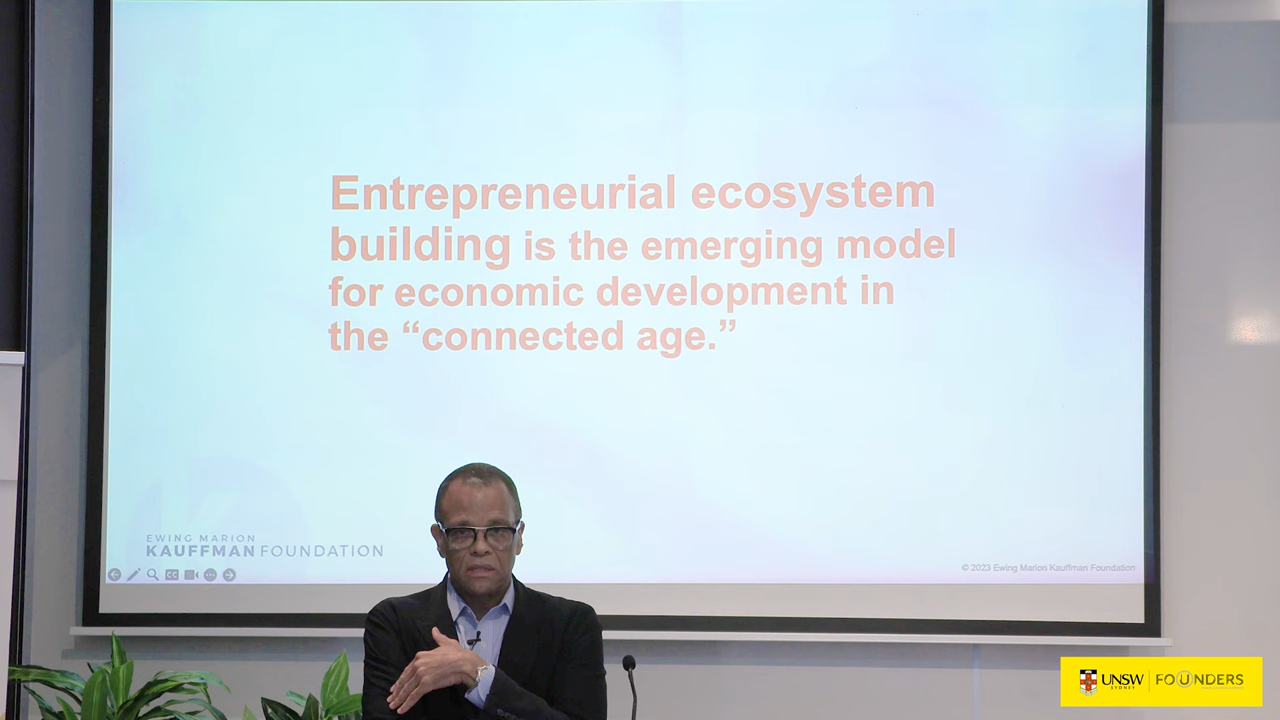 Entrepreneurial ecosystem
building is the emerging model
for economic development in
the “connected age.”
EWING MARION
KAUFFMAN FOUNDATION
CC
© 2023 Ewing Marion Kauffman Foundation
UNSW
SYDNEY
FOUNDERS